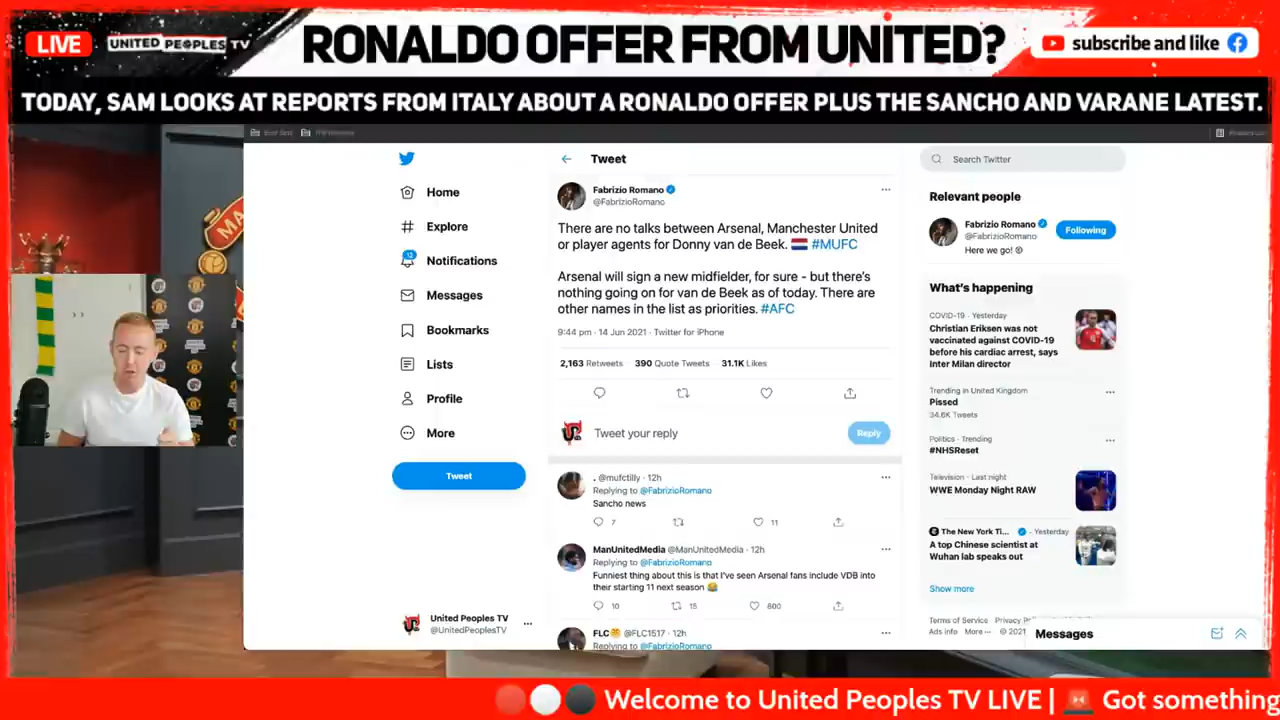 LIVE
UNITED PEOPLES TV
RONALDO OFFER FROM UNITED?
subscribe and like
TODAY, SAM LOOKS AT REPORTS FROM ITALY ABOUT A RONALDO OFFER PLUS THE SANCHO AND VARANE LATEST.
Home
Explore
12
Notifications
Messages
Bookmarks
Lists
Profile
More
Tweet
United Peoples TV
@UnitedPeoplesTV
Tweet
Fabrizio Romano
@FabrizioRomano
There are no talks between Arsenal, Manchester United
or player agents for Donny van de Beek. 🇳🇱 #MUFC
Arsenal will sign a new midfielder, for sure - but there's
nothing going on for van de Beek as of today. There are
other names in the list as priorities. #AFC
9:44 pm · 14 Jun 2021 · Twitter for iPhone
2,163 Retweets 390 Quote Tweets 31.1K Likes
Tweet your reply
Reply
. @mufctilly · 12h
Replying to @FabrizioRomano
Sancho news
7 11
ManUnitedMedia @ManUnitedMedia · 12h
Replying to @FabrizioRomano
Funniest thing about this is that I've seen Arsenal fans include VDB into
their starting 11 next season 😂
10 15 800
FLC @FLC1517 · 12h
Replying to @FabrizioRomano
Search Twitter
Relevant people
Fabrizio Romano
@FabrizioRomano
Following
Here we go!
What's happening
COVID-19 · Yesterday
Christian Eriksen was not
vaccinated against COVID-19
before his cardiac arrest, says
Inter Milan director
Trending in United Kingdom
Pissed
34.6K Tweets
Politics · Trending
#NHSReset
Television · Last night
WWE Monday Night RAW
The New York Ti... · Yesterday
A top Chinese scientist at
Wuhan lab speaks out
Show more
Terms of Service
Ads info More ··· © 2021
Messages
Welcome to United Peoples TV LIVE | 🚨 Got something